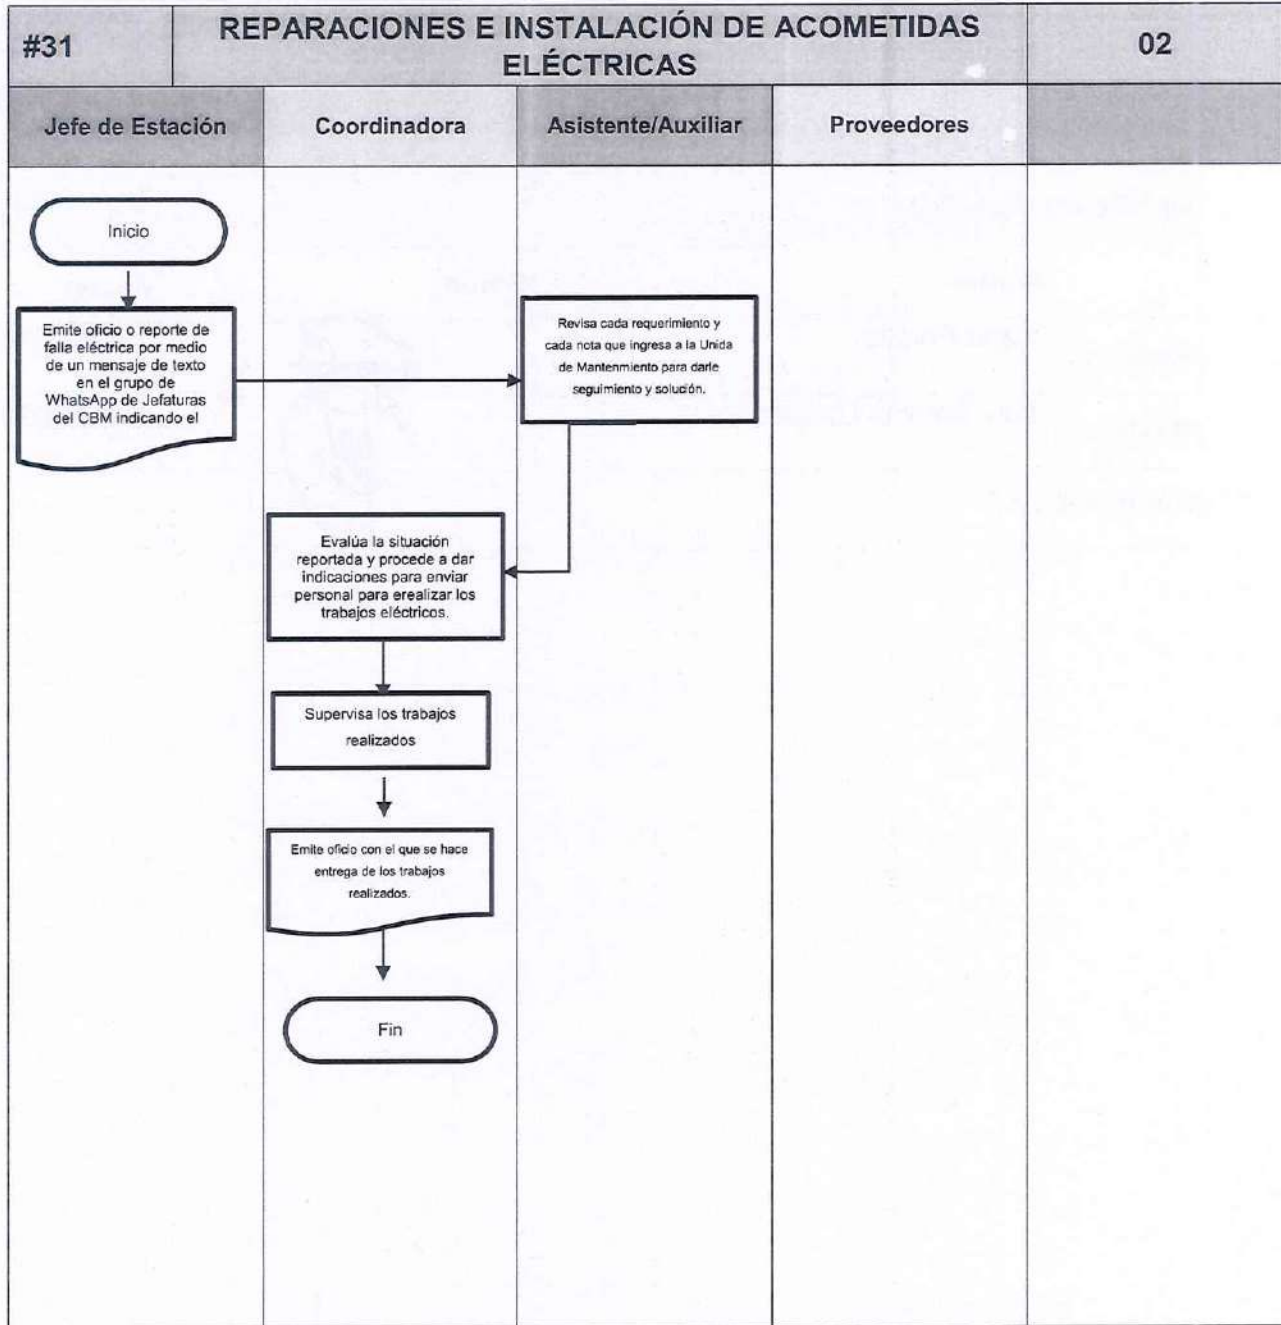 #31
REPARACIONES E INSTALACIÓN DE ACOMETIDAS
ELÉCTRICAS
02
Jefe de Estación
Coordinadora
Asistente/Auxiliar
Proveedores
Inicio
Emite oficio o reporte de
falla eléctrica por medio
de un mensaje de texto
en el grupo de
WhatsApp de Jefaturas
del CBM indicando el
Revisa cada requerimiento y
cada nota que ingresa a la Unida
de Mantenmiento para darle
seguimiento y solución.
Evalúa la situación
reportada y procede a dar
indicaciones para enviar
personal para erealizar los
trabajos eléctricos.
Supervisa los trabajos
realizados
Emite oficio con el que se hace
entrega de los trabajos
realizados.
Fin